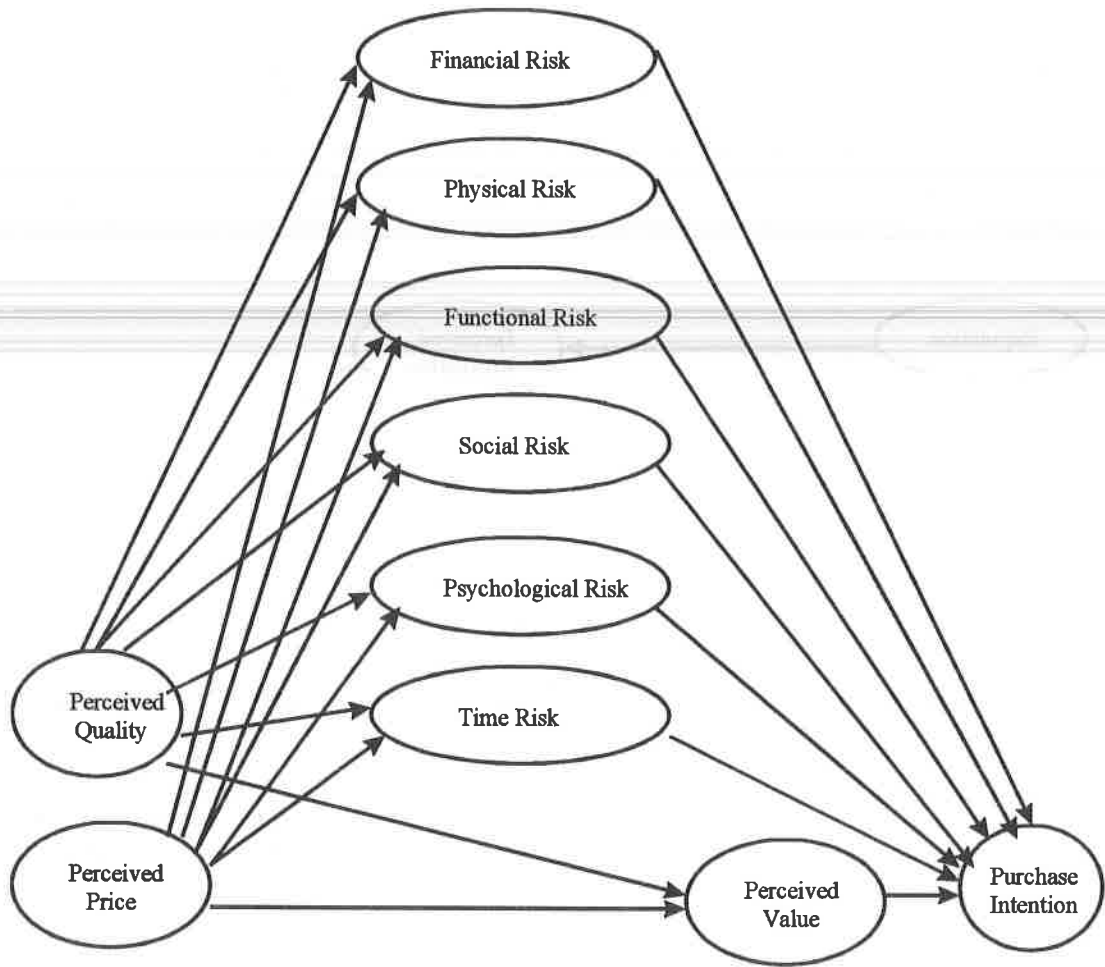 Financial Risk
Physical Risk
Functional Risk
Social Risk
Psychological Risk
Time Risk
Perceived
Quality
Perceived
Price
Perceived
Value
Purchase
Intention